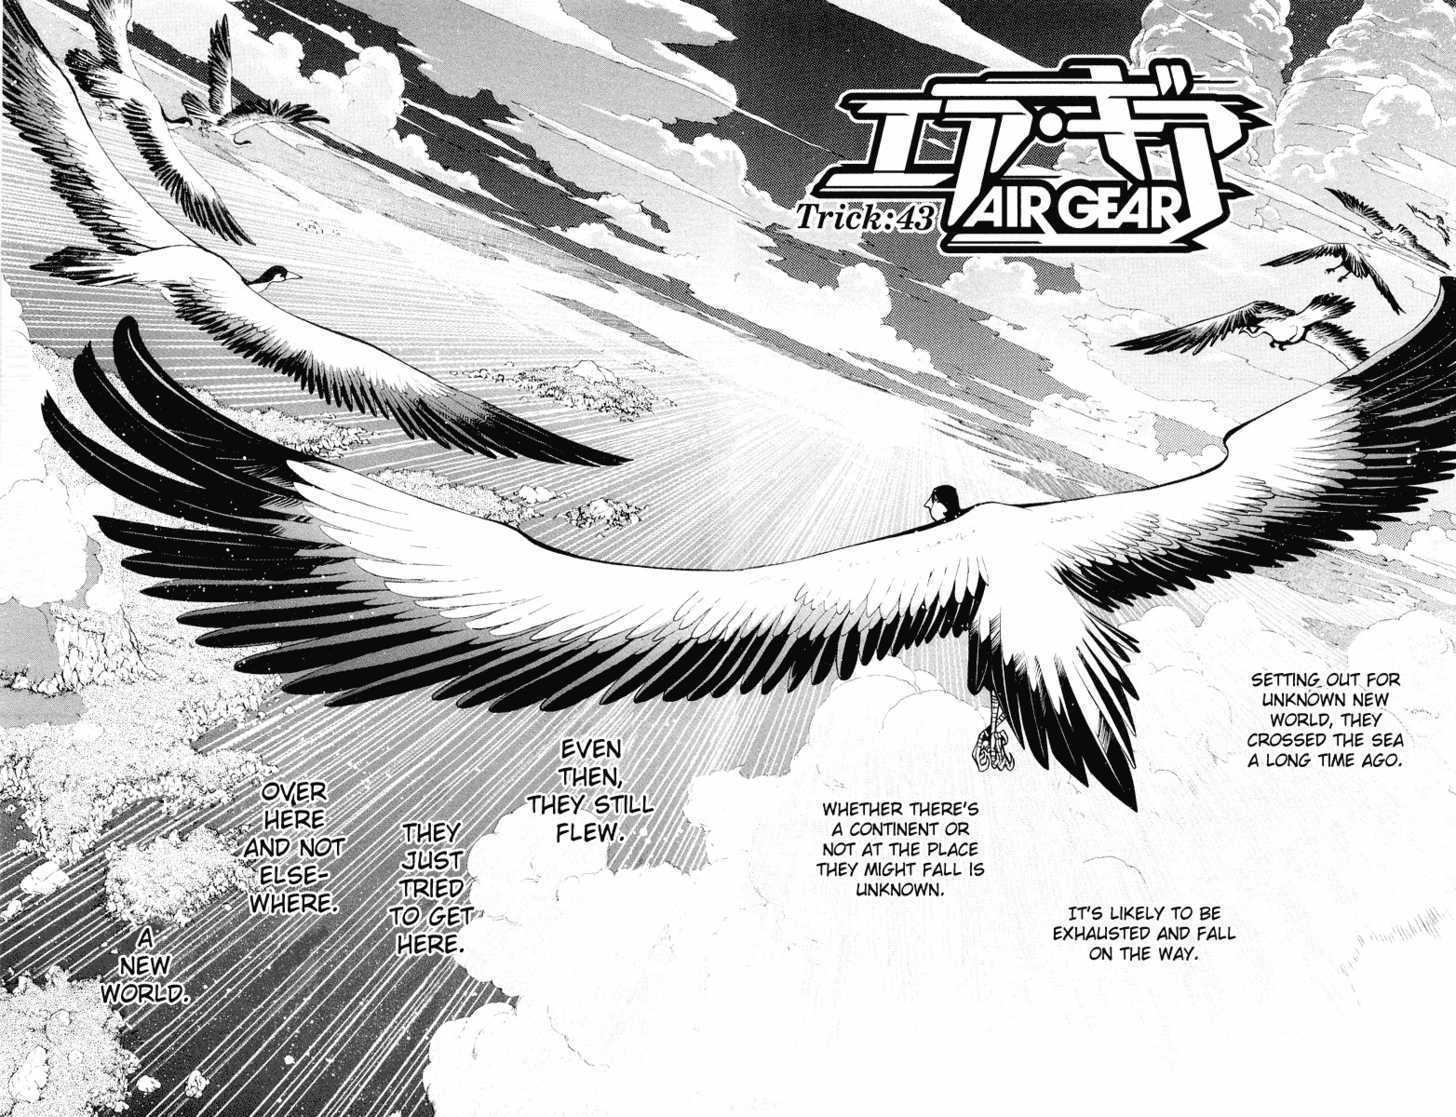 エア・ギア
AIR GEAR
Trick:43
SETTING OUT FOR
UNKNOWN NEW
WORLD, THEY
CROSSED THE SEA
A LONG TIME AGO.
IT'S LIKELY TO BE
EXHAUSTED AND FALL
ON THE WAY.
WHETHER THERE'S
A CONTINENT OR
NOT AT THE PLACE
THEY MIGHT FALL IS
UNKNOWN.
EVEN
THEN,
THEY STILL
FLEW.
THEY
JUST
TRIED
TO GET
HERE.
OVER
HERE
AND NOT
ELSE-
WHERE.
A
NEW
WORLD.